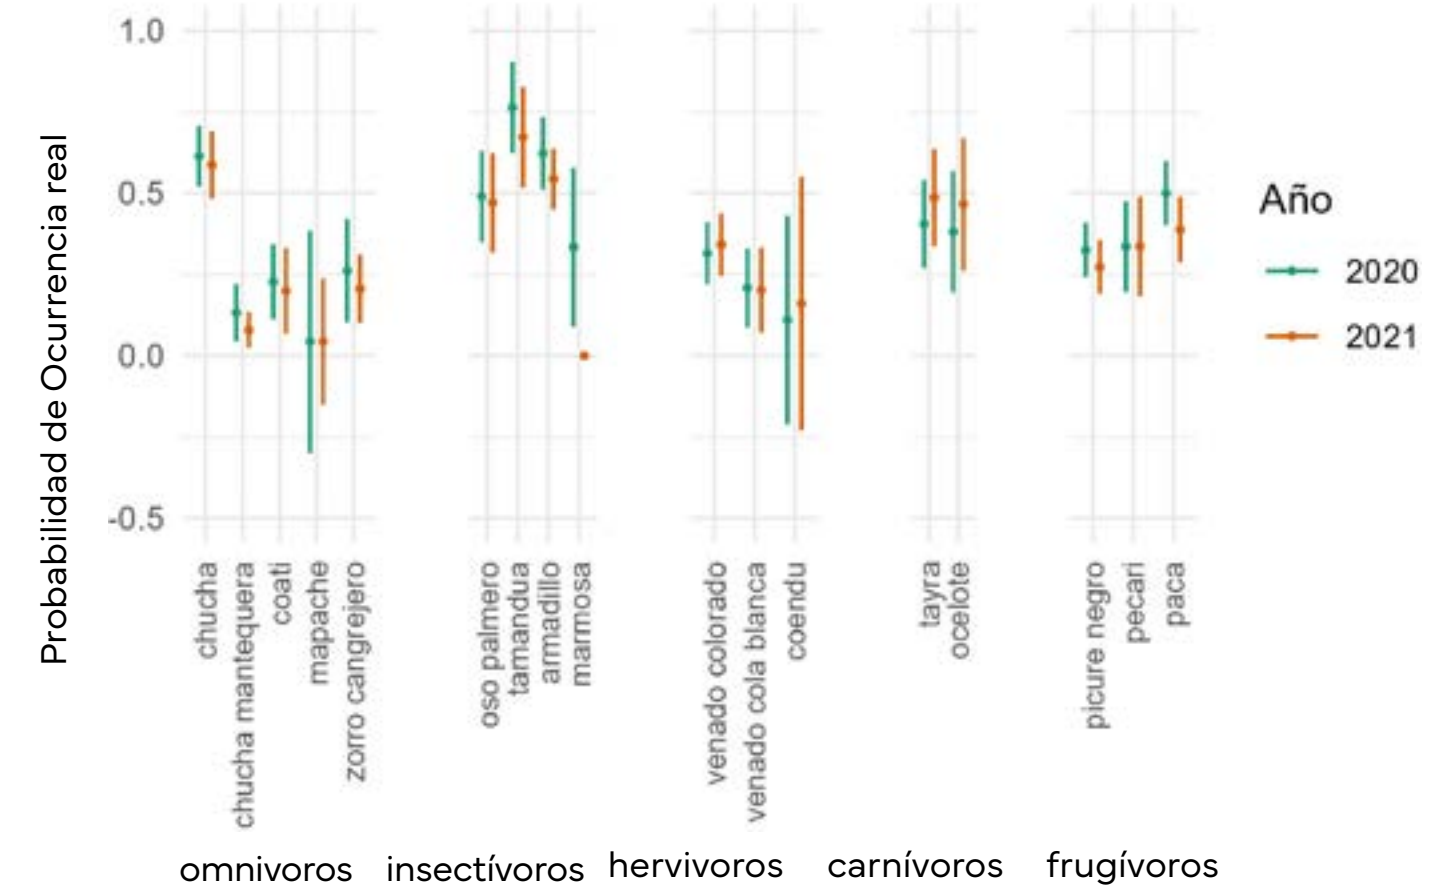 Probabilidad de Ocurrencia real
1.0
0.5
0.0
-0.5
chucha
chucha mantequera
coati
mapache
zorro cangrejero
oso palmero
tamandua
armadillo
marmosa
venado colorado
venado cola blanca
coendu
tayra
ocelote
picure negro
pecari
paca
omnivoros
insectívoros
hervivoros
carnívoros
frugívoros
Año
2020
2021